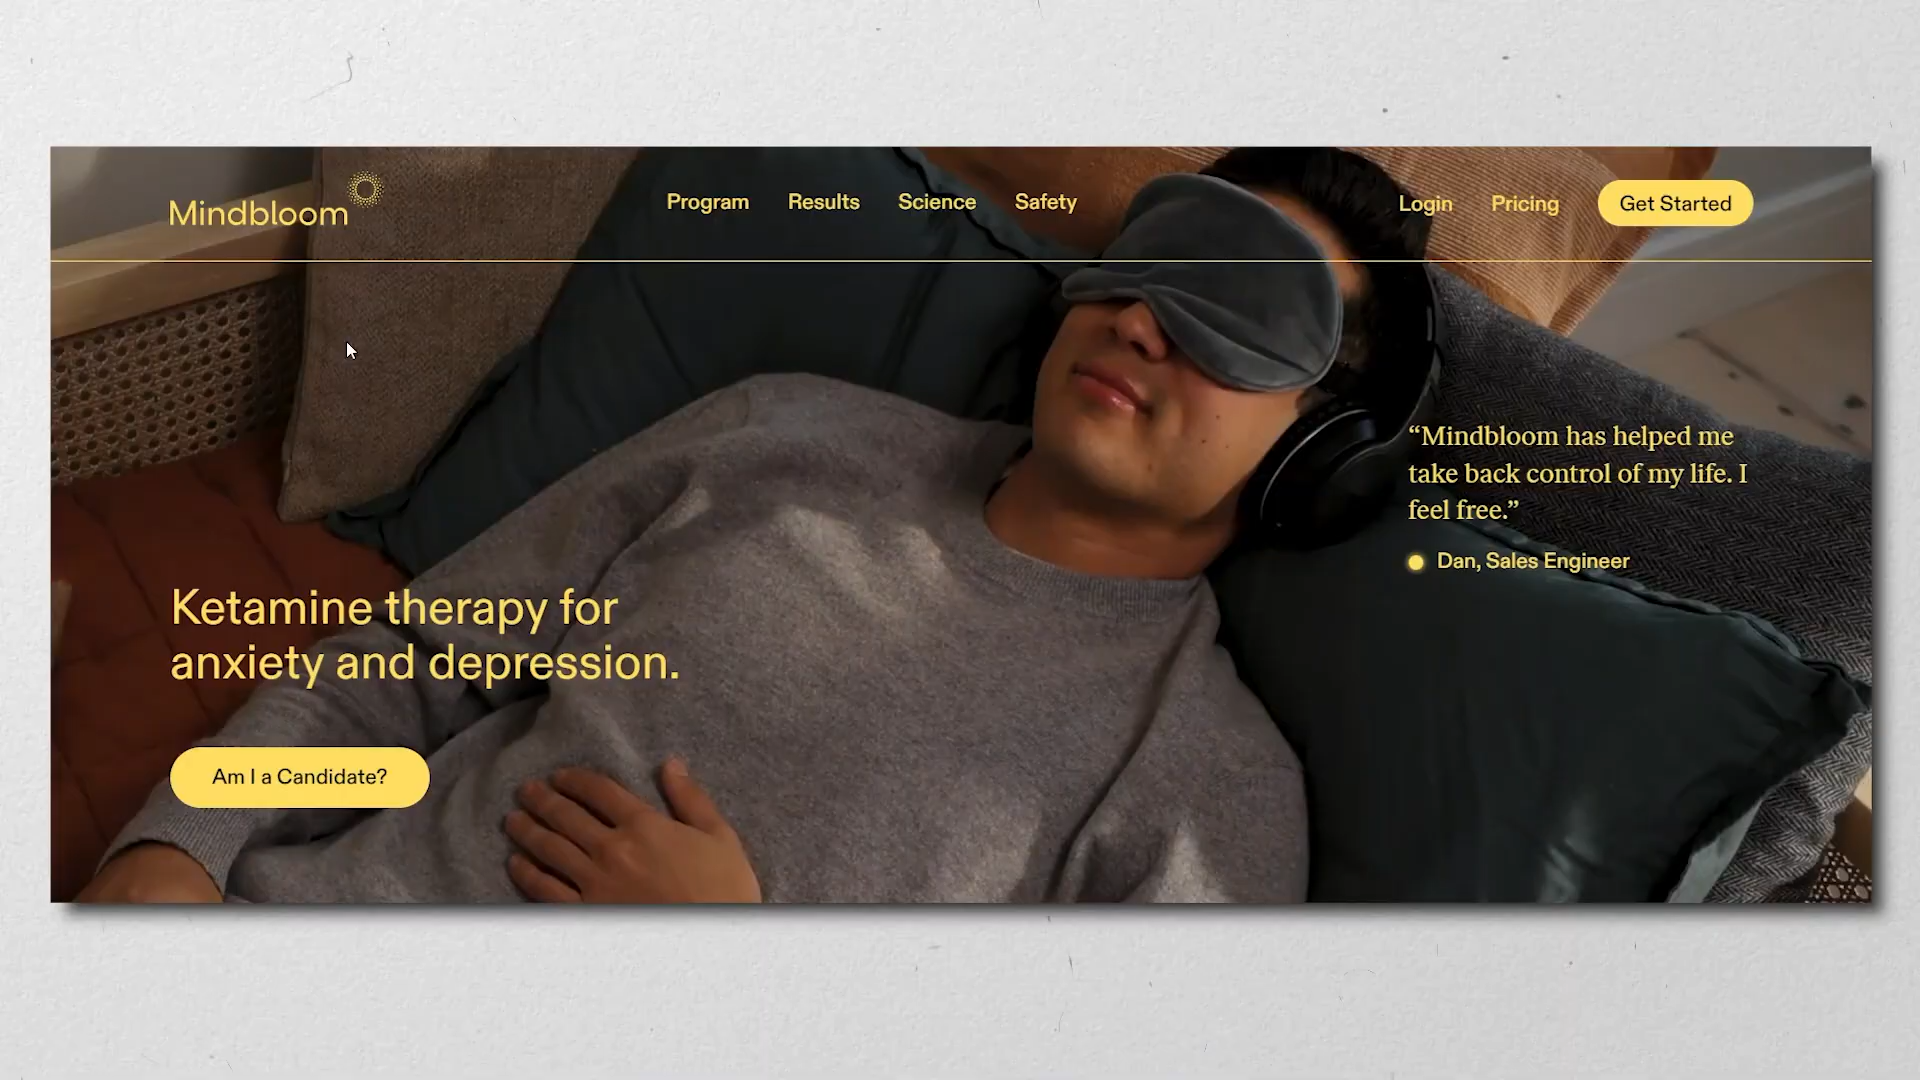 Mindbloom
Program
Results
Science
Safety
Login
Pricing
Get Started
“Mindbloom has helped me
take back control of my life. I
feel free.”
Dan, Sales Engineer
Ketamine therapy for
anxiety and depression.
Am I a Candidate?